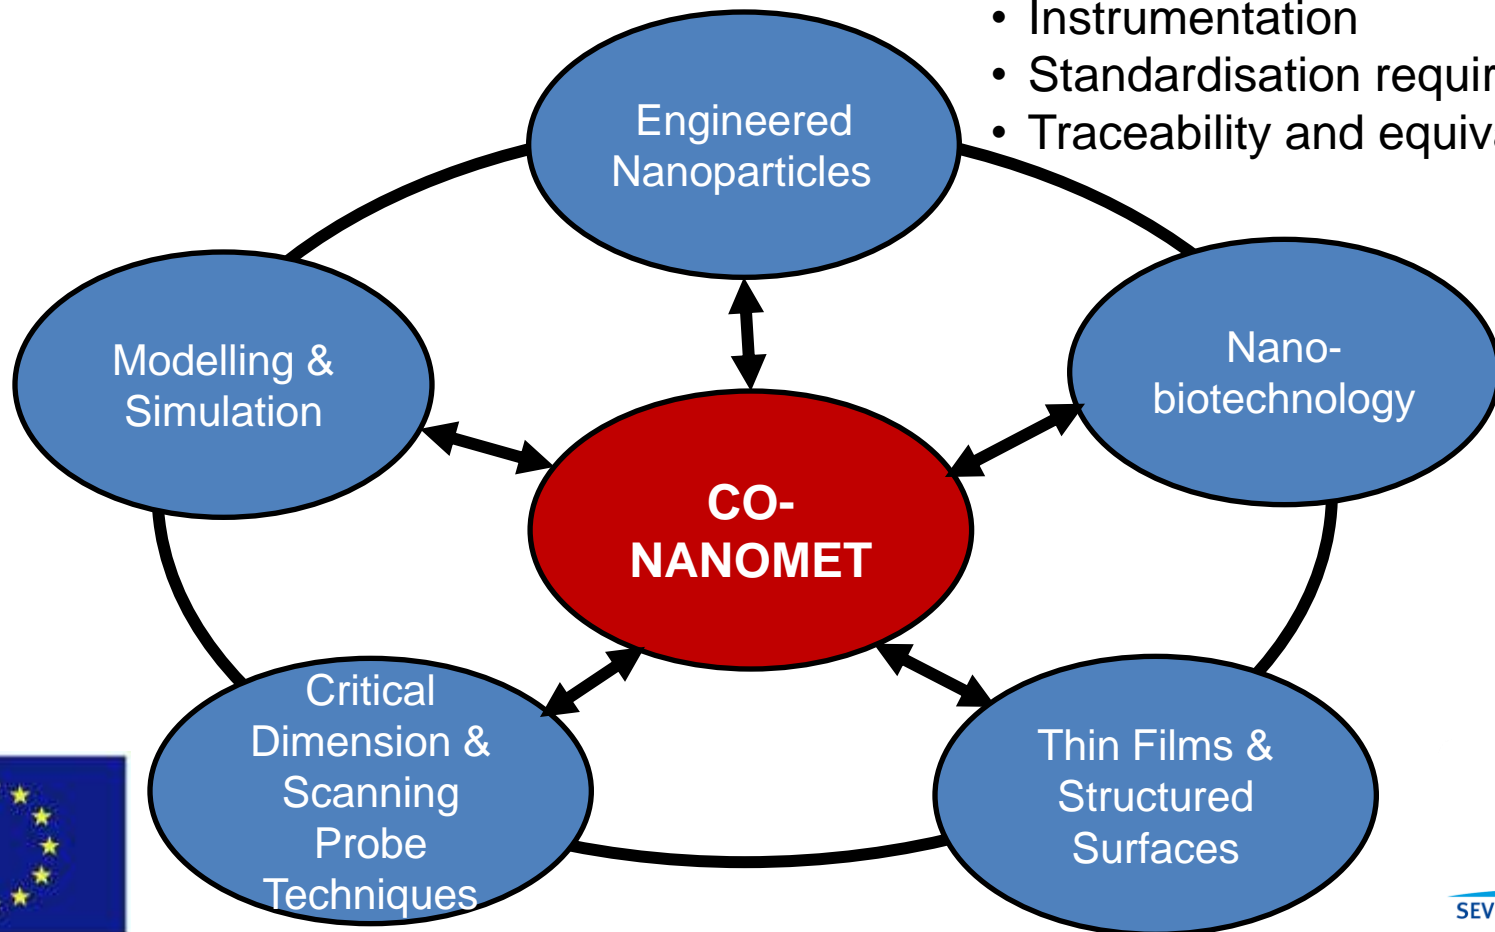 • Instrumentation
• Standardisation
• Traceability and
Engineered
Nanoparticles
Modelling &
Simulation
Nano-
biotechnology
CO-
NANOMET
Critical
Dimension &
Scanning
Probe
Techniques
Thin Films &
Structured
Surfaces